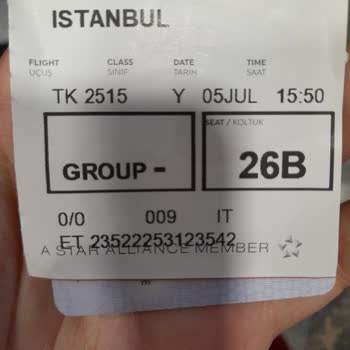 ISTANBUL
FLIGHT CLASS DATE TIME
UÇUŞ SINIF TARİH SAAT
TK 2515 Y 05JUL 15:50
SEAT / KOLTUK
GROUP - 26B
0/0 009 IT
ET 23522253123542
A STAR ALLIANCE MEMBER